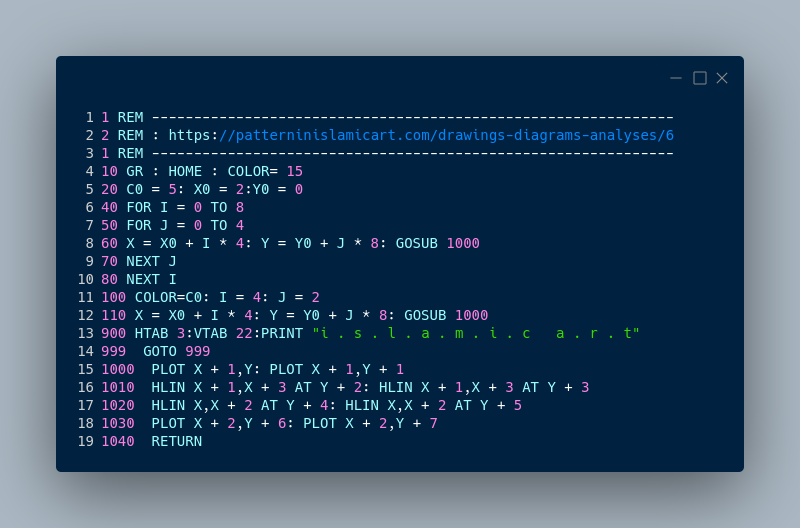 1 1 REM --------------------------------------------------------------
2 2 REM : https://patterninislamicart.com/drawings-diagrams-analyses/6
3 1 REM --------------------------------------------------------------
4 10 GR : HOME : COLOR= 15
5 20 C0 = 5: X0 = 2:Y0 = 0
6 40 FOR I = 0 TO 8
7 50 FOR J = 0 TO 4
8 60 X = X0 + I * 4: Y = Y0 + J * 8: GOSUB 1000
9 70 NEXT J
10 80 NEXT I
11 100 COLOR=C0: I = 4: J = 2
12 110 X = X0 + I * 4: Y = Y0 + J * 8: GOSUB 1000
13 900 HTAB 3:VTAB 22:PRINT "i . s . l . a . m . i . c   a . r . t"
14 999  GOTO 999
15 1000  PLOT X + 1,Y: PLOT X + 1,Y + 1
16 1010  HLIN X + 1,X + 3 AT Y + 2: HLIN X + 1,X + 3 AT Y + 3
17 1020  HLIN X,X + 2 AT Y + 4: HLIN X,X + 2 AT Y + 5
18 1030  PLOT X + 2,Y + 6: PLOT X + 2,Y + 7
19 1040  RETURN